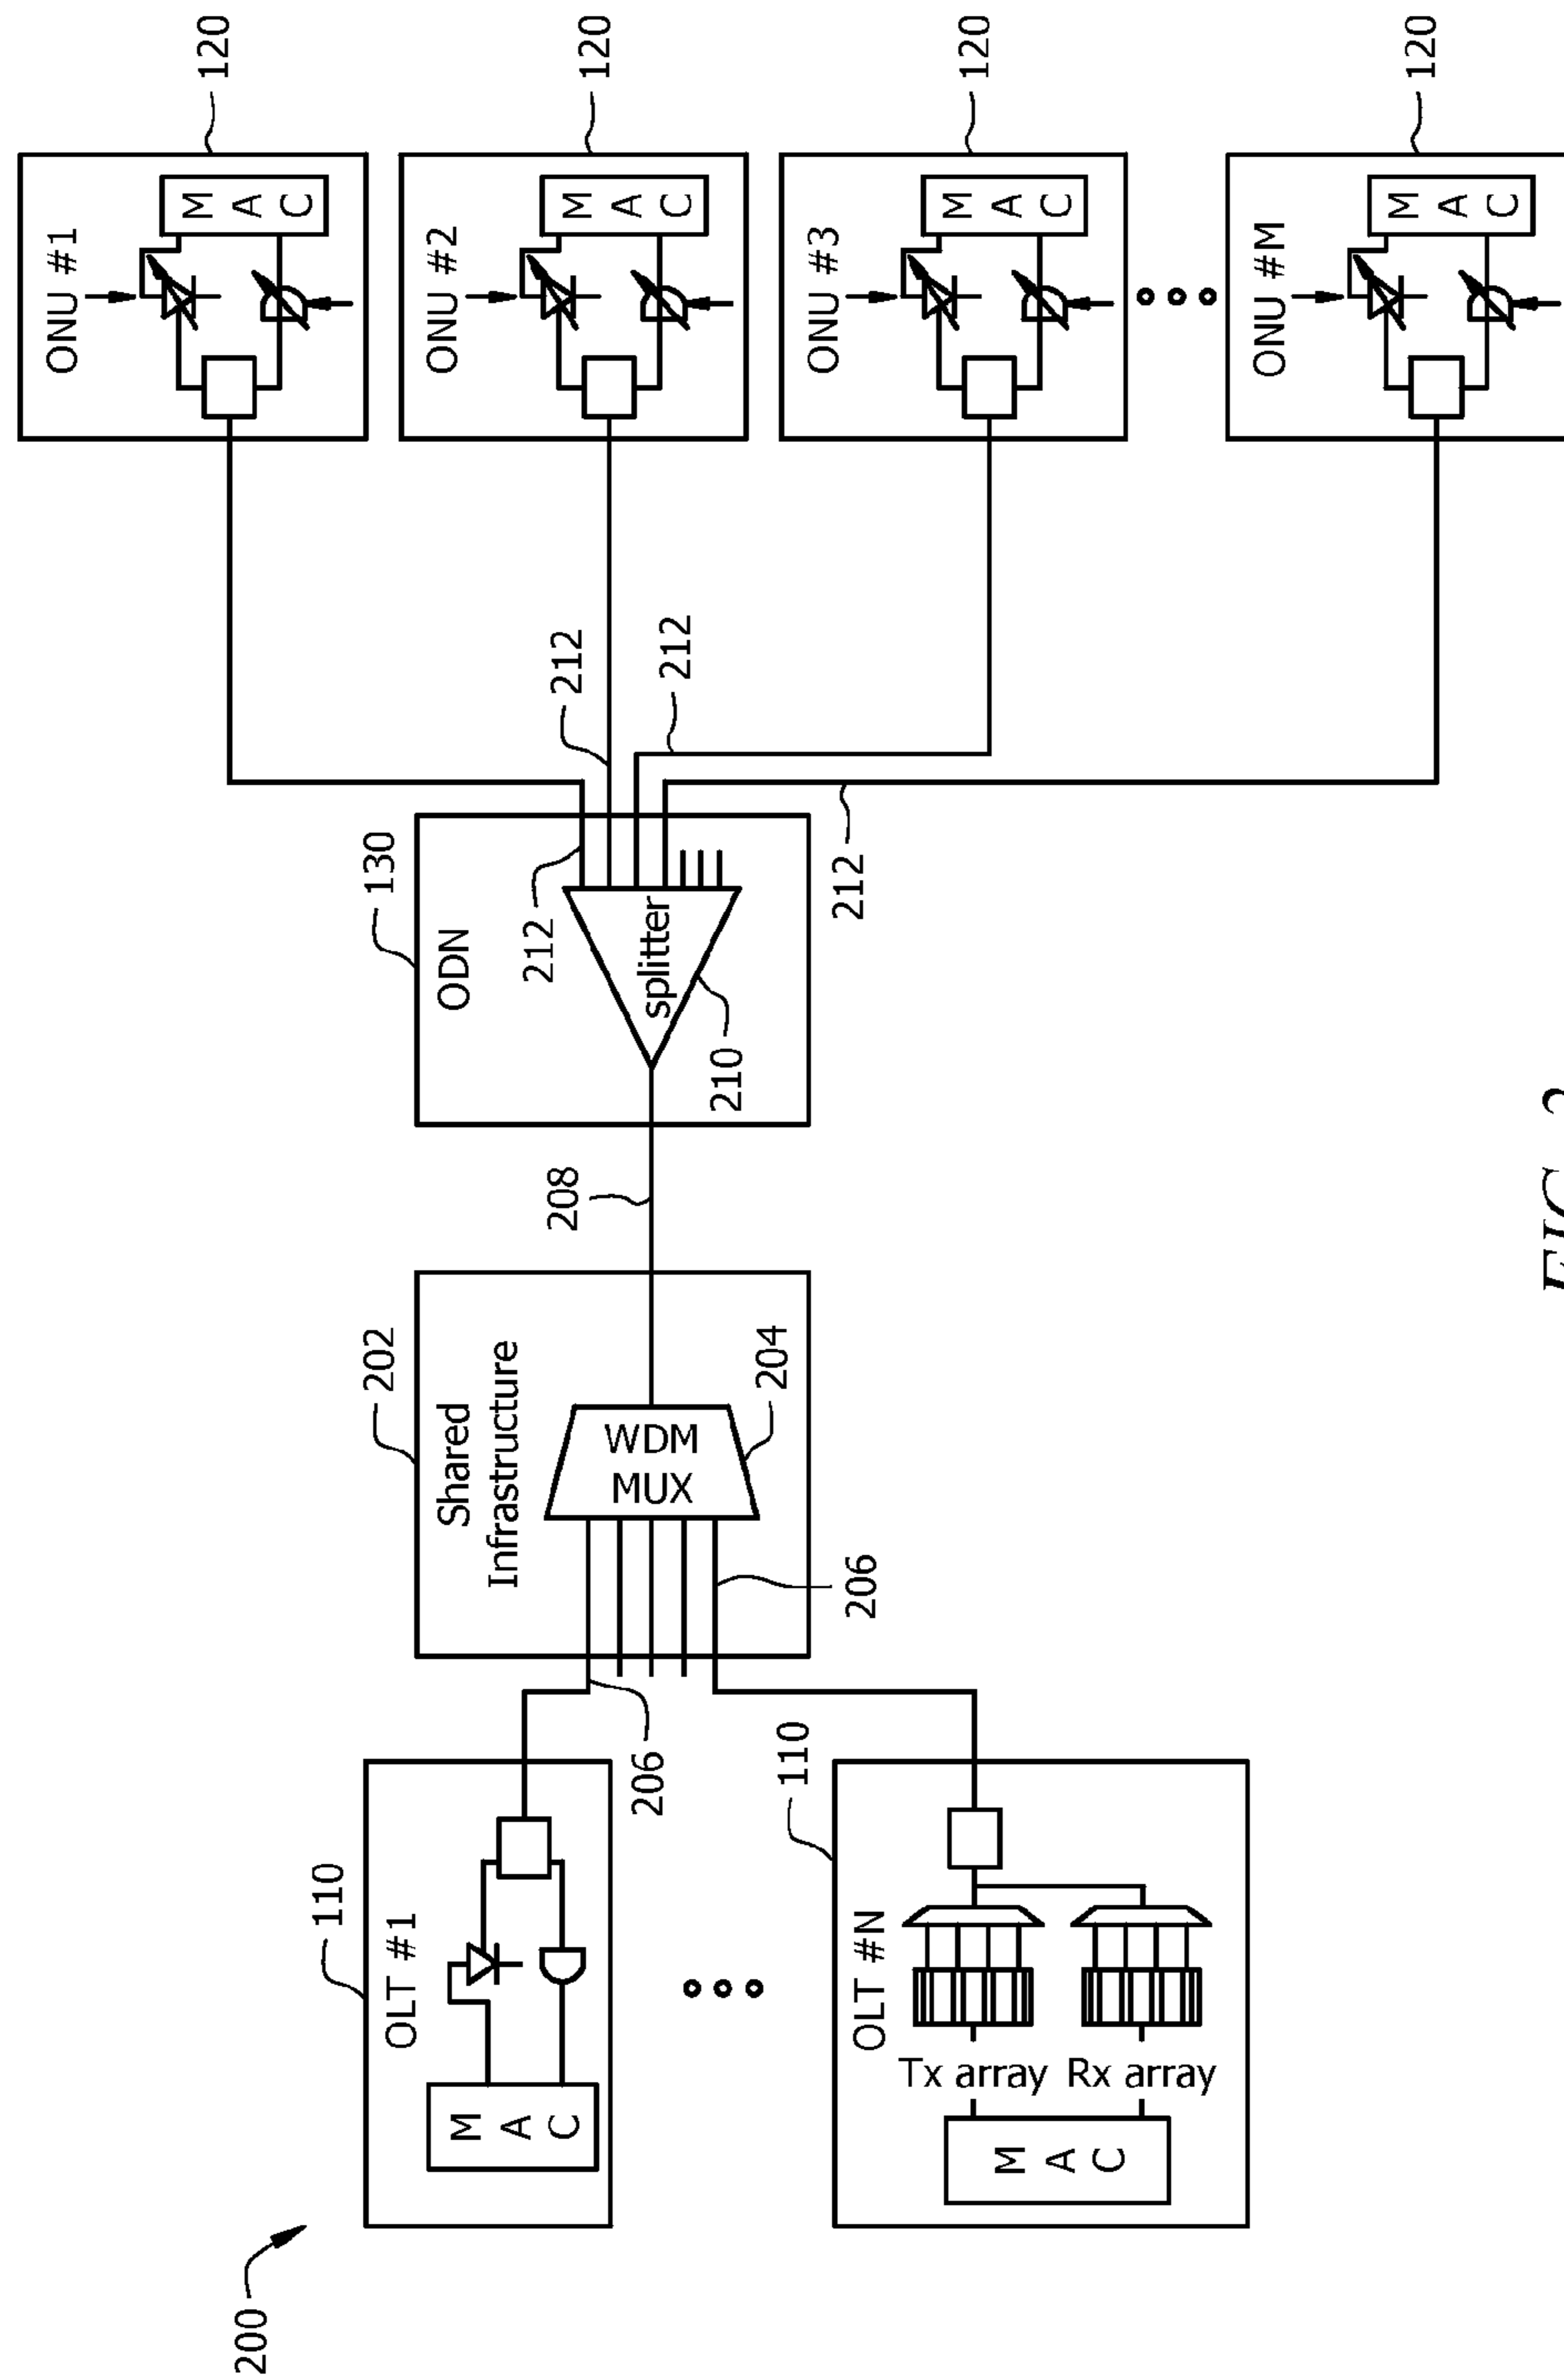 200
110
OLT #1
M
A
C
206
110
OLT #N
Tx array
Rx array
M
A
C
202
Shared
Infrastructure
WDM
MUX
204
206
208
130
ODN
splitter
210
212
212
212
212
ONU #1
M
A
C
120
ONU #2
M
A
C
120
ONU #3
M
A
C
120
ONU #M
M
A
C
120
FIG. 2